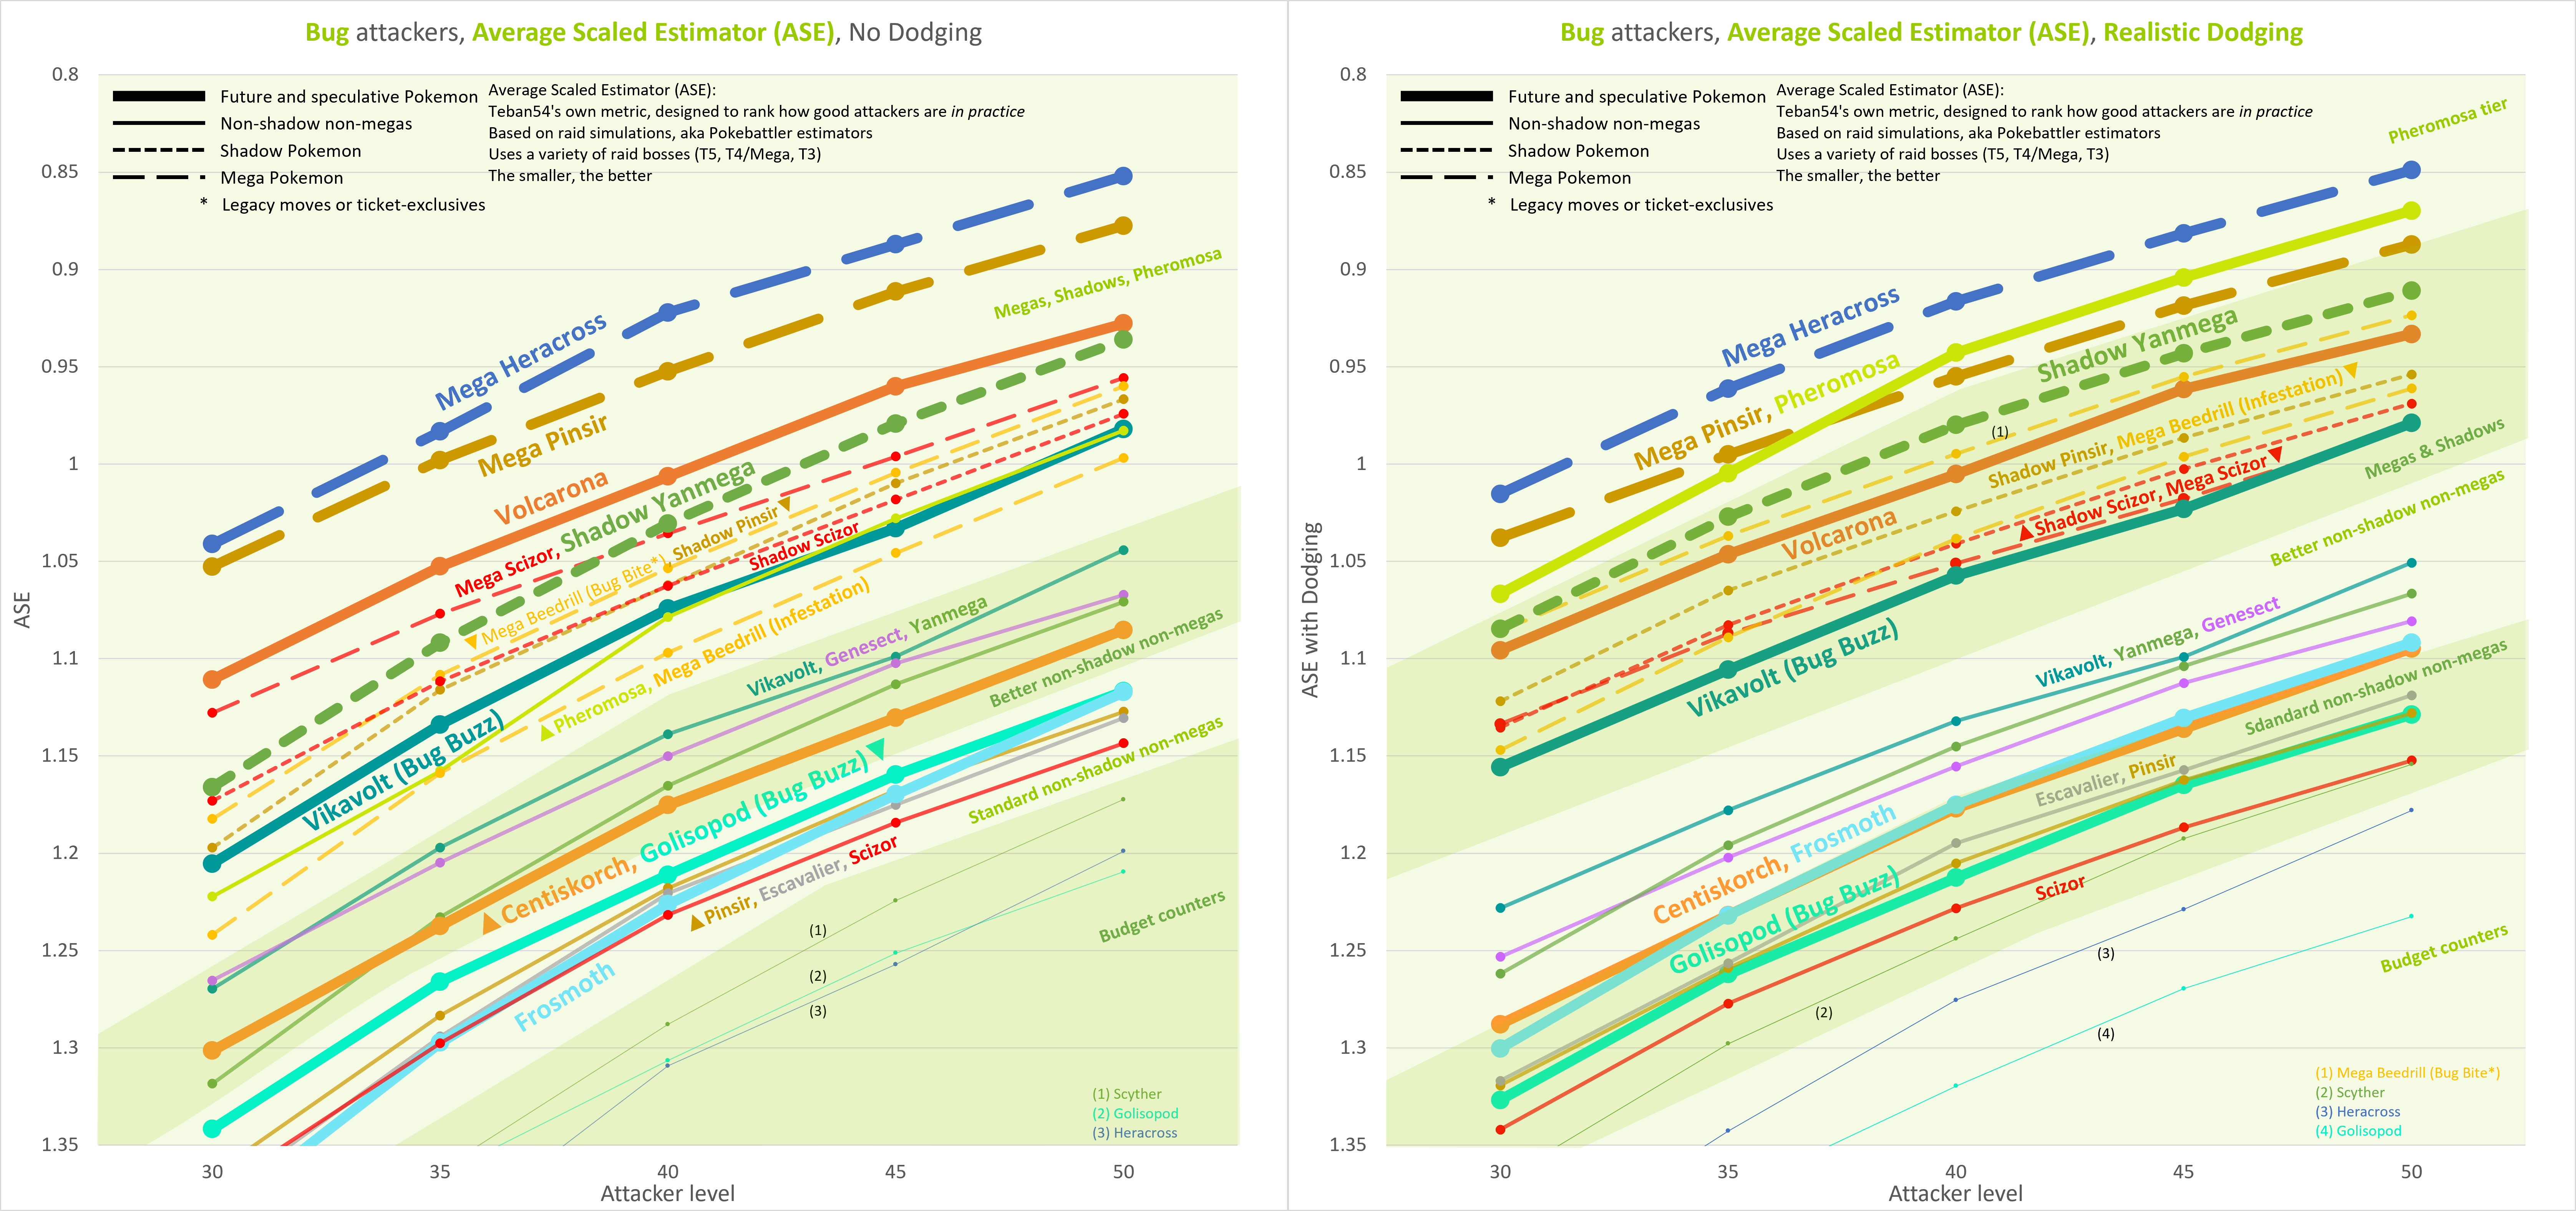 Bug attackers, Average Scaled Estimator (ASE), No Dodging
0.8
0.85
0.9
0.95
1
1.05
1.1
1.15
1.2
1.25
1.3
1.35
ASE
30
35
40
45
50
Attacker level
Future and speculative Pokemon
Non-shadow non-megas
Shadow Pokemon
Mega Pokemon
* Legacy moves or ticket-exclusives
Average Scaled Estimator (ASE):
Teban54's own metric, designed to rank how good attackers are in practice
Based on raid simulations, aka Pokebattler estimators
Uses a variety of raid bosses (T5, T4/Mega, T3)
The smaller, the better
Megas, Shadows, Pheromosa
Mega Heracross
Mega Pinsir
Volcarona
Mega Scizor, Shadow Yanmega
Mega Beedrill (Bug Bite*), Shadow Pinsir
Shadow Scizor
Vikavolt (Bug Buzz)
Pheromosa, Mega Beedrill (Infestation)
Vikavolt, Genesect, Yanmega
Better non-shadow non-megas
Centiskorch, Golisopod (Bug Buzz)
Standard non-shadow non-megas
Pinsir, Escavalier, Scizor
Frosmoth
Budget counters
(1)
(2)
(3)
(1) Scyther
(2) Golisopod
(3) Heracross
Bug attackers, Average Scaled Estimator (ASE), Realistic Dodging
0.8
0.85
0.9
0.95
1
1.05
1.1
1.15
1.2
1.25
1.3
1.35
ASE with Dodging
30
35
40
45
50
Attacker level
Future and speculative Pokemon
Non-shadow non-megas
Shadow Pokemon
Mega Pokemon
* Legacy moves or ticket-exclusives
Average Scaled Estimator (ASE):
Teban54's own metric, designed to rank how good attackers are in practice
Based on raid simulations, aka Pokebattler estimators
Uses a variety of raid bosses (T5, T4/Mega, T3)
The smaller, the better
Pheromosa tier
Mega Heracross
Mega Pinsir, Pheromosa
Shadow Yanmega
(1)
Volcarona
Shadow Pinsir, Mega Beedrill (Infestation)
Shadow Scizor, Mega Scizor
Megas & Shadows
Vikavolt (Bug Buzz)
Better non-shadow non-megas
Vikavolt, Yanmega, Genesect
Sdandard non-shadow non-megas
Centiskorch, Frosmoth
Escavalier, Pinsir
Golisopod (Bug Buzz)
Scizor
(2)
(3)
(4)
Budget counters
(1) Mega Beedrill (Bug Bite*)
(2) Scyther
(3) Heracross
(4) Golisopod